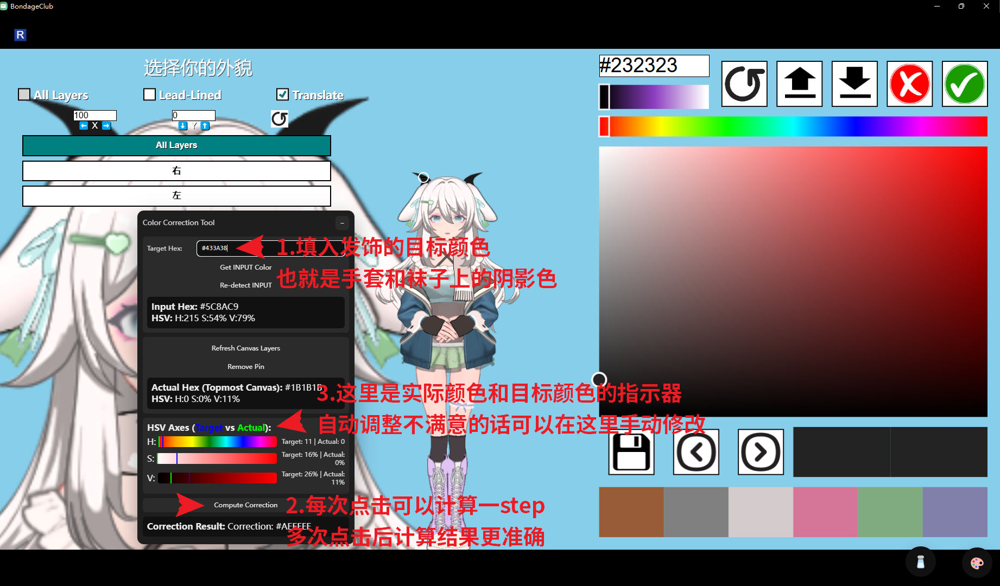 BondageClub
R
选择你的外貌
All Layers
Lead-Lined
Translate
100
0
X
Y
All Layers
右
左
#232323
Color Correction Tool
Target Hex:
#433A38
1.填入发饰的目标颜色
也就是手套和袜子上的阴影色
Get INPUT Color
Re-detect INPUT
Input Hex: #5C8AC9
HSV: H:215 S:54% V:79%
Refresh Canvas Layers
Remove Pin
Actual Hex (Topmost Canvas): #1B1B1B
HSV: H:0 S:0% V:11%
3.这里是实际颜色和目标颜色的指示器
自动调整不满意的话可以在这里手动修改
HSV Axes (Target vs Actual):
H:
Target: 11 | Actual: 0
S:
Target: 16% | Actual:
0%
V:
Target: 26% | Actual:
11%
Compute Correction
2.每次点击可以计算一step
多次点击后计算结果更准确
Correction Result: Correction: #AEFFFF